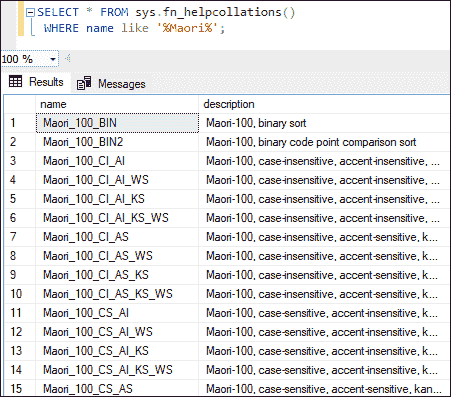 SELECT * FROM sys.fn_helpcollations()
WHERE name like '%Maori%';
100 %
Results Messages
name description
1 Maori_100_BIN Maori-100, binary sort
2 Maori_100_BIN2 Maori-100, binary code point comparison sort
3 Maori_100_CI_AI Maori-100, case-insensitive, accent-insensitive, ...
4 Maori_100_CI_AI_WS Maori-100, case-insensitive, accent-insensitive, ...
5 Maori_100_CI_AI_KS Maori-100, case-insensitive, accent-insensitive, ...
6 Maori_100_CI_AI_KS_WS Maori-100, case-insensitive, accent-insensitive, ...
7 Maori_100_CI_AS Maori-100, case-insensitive, accent-sensitive, k...
8 Maori_100_CI_AS_WS Maori-100, case-insensitive, accent-sensitive, k...
9 Maori_100_CI_AS_KS Maori-100, case-insensitive, accent-sensitive, k...
10 Maori_100_CI_AS_KS_WS Maori-100, case-insensitive, accent-sensitive, k...
11 Maori_100_CS_AI Maori-100, case-sensitive, accent-insensitive, k...
12 Maori_100_CS_AI_WS Maori-100, case-sensitive, accent-insensitive, k...
13 Maori_100_CS_AI_KS Maori-100, case-sensitive, accent-insensitive, k...
14 Maori_100_CS_AI_KS_WS Maori-100, case-sensitive, accent-insensitive, k...
15 Maori_100_CS_AS Maori-100, case-sensitive, accent-sensitive, kan...